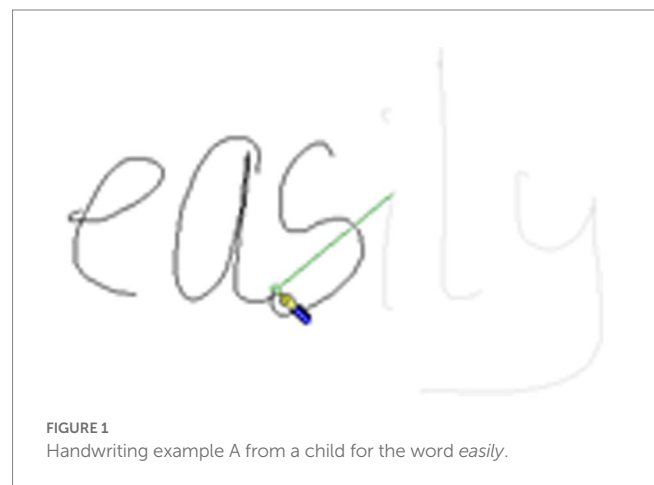 easily
FIGURE 1
Handwriting example A from a child for the word easily.